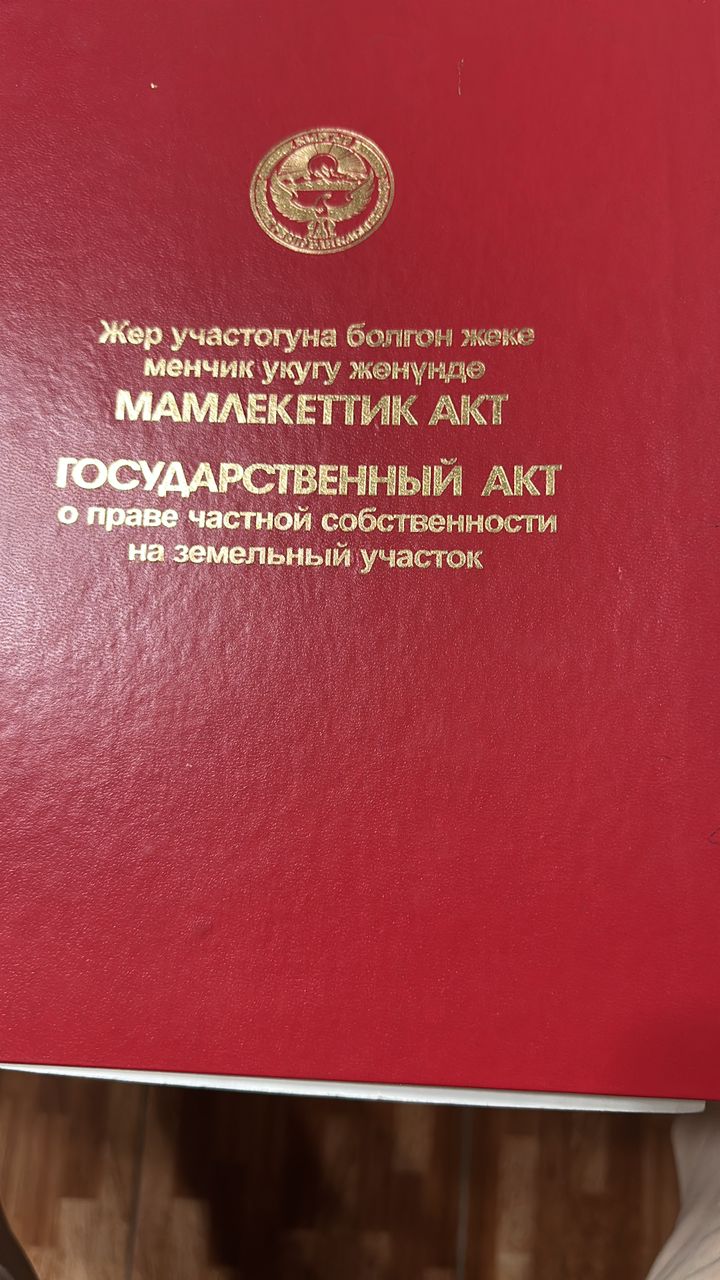 Жер участогуна болгон жеке
менчик укугу жөнүндө
МАМЛЕКЕТТИК АКТ
ГОСУДАРСТВЕННЫЙ АКТ
о праве частной собственности
на земельный участок